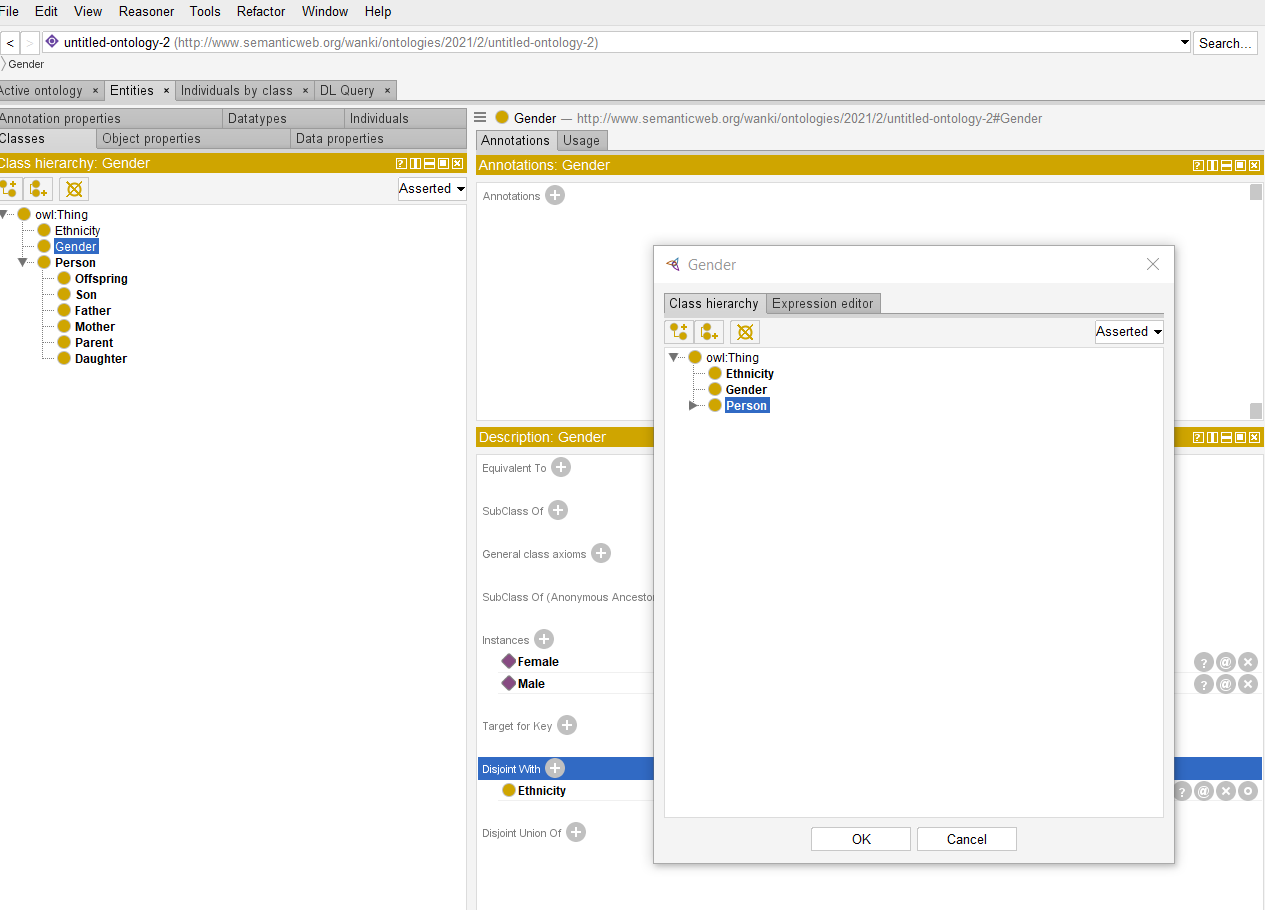 File Edit View Reasoner Tools Refactor Window Help
< > untitled-ontology-2 (http://www.semanticweb.org/wanki/ontologies/2021/2/untitled-ontology-2) Search...
Gender
Active ontology × Entities × Individuals by class × DL Query ×
Annotation properties Datatypes Individuals
Classes Object properties Data properties
Class hierarchy: Gender
Asserted
owl:Thing
Ethnicity
Gender
Person
Offspring
Son
Father
Mother
Parent
Daughter
Gender — http://www.semanticweb.org/wanki/ontologies/2021/2/untitled-ontology-2#Gender
Annotations Usage
Annotations: Gender
Annotations
Description: Gender
Equivalent To
SubClass Of
General class axioms
SubClass Of (Anonymous Ancestor
Instances
Female
Male
Target for Key
Disjoint With
Ethnicity
Disjoint Union Of
Gender
Class hierarchy Expression editor
Asserted
owl:Thing
Ethnicity
Gender
Person
OK Cancel